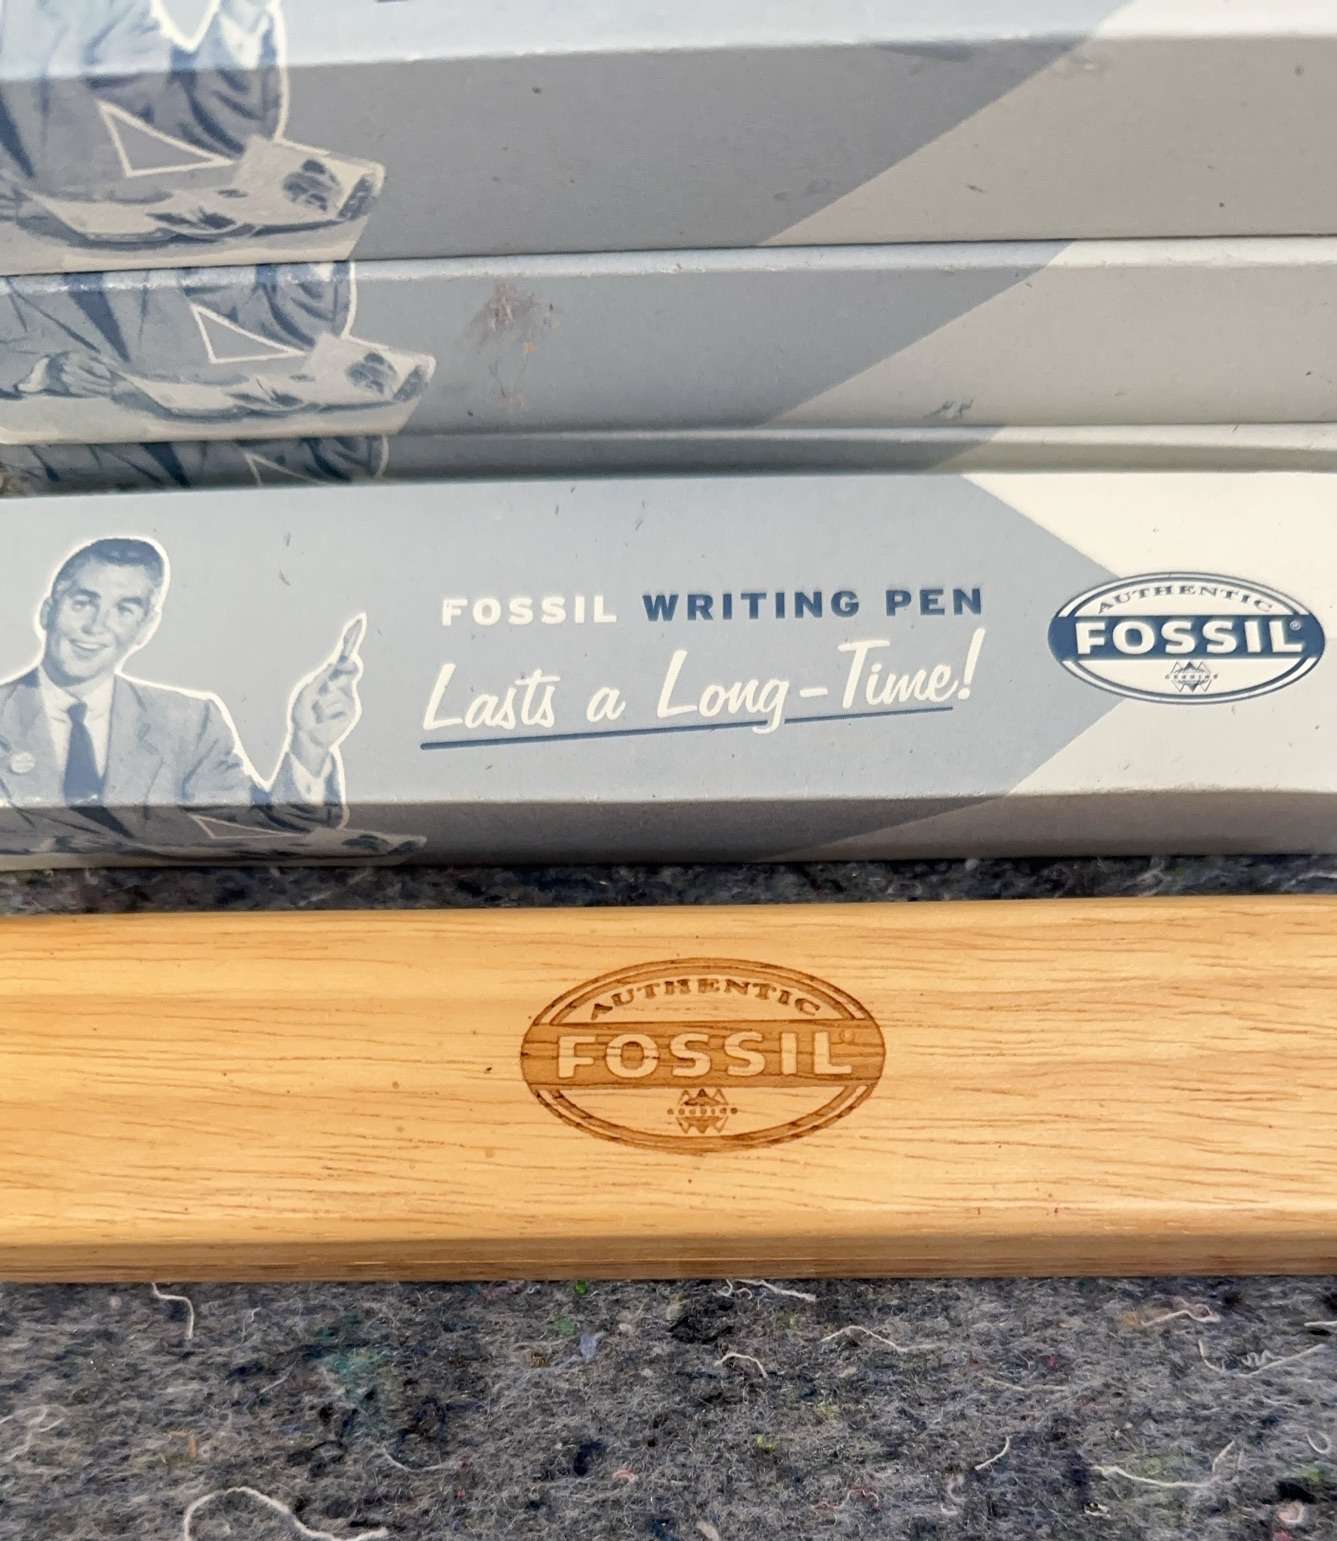 FOSSIL WRITING PEN
Lasts a Long-Time!
AUTHENTIC
FOSSIL®
AUTHENTIC
FOSSIL®